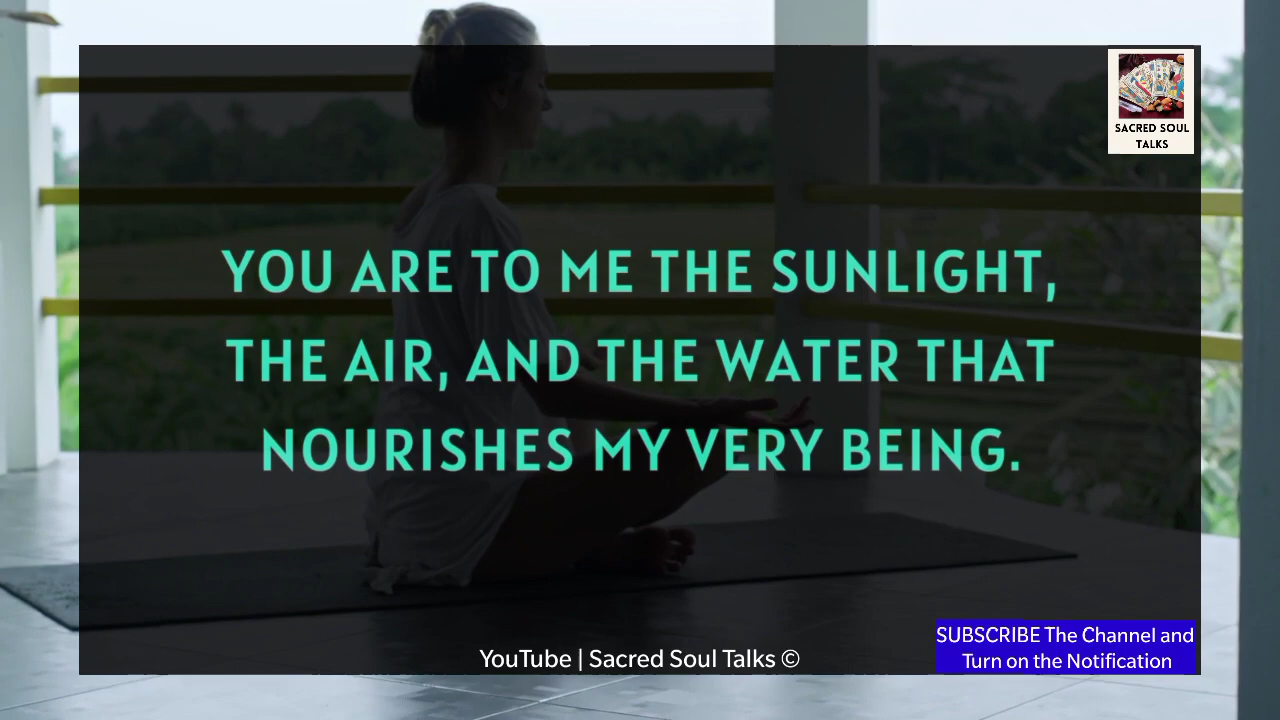 SACRED SOUL
TALKS
YOU ARE TO ME THE SUNLIGHT,
THE AIR, AND THE WATER THAT
NOURISHES MY VERY BEING.
SUBSCRIBE The Channel and
Turn on the Notification
YouTube | Sacred Soul Talks ©